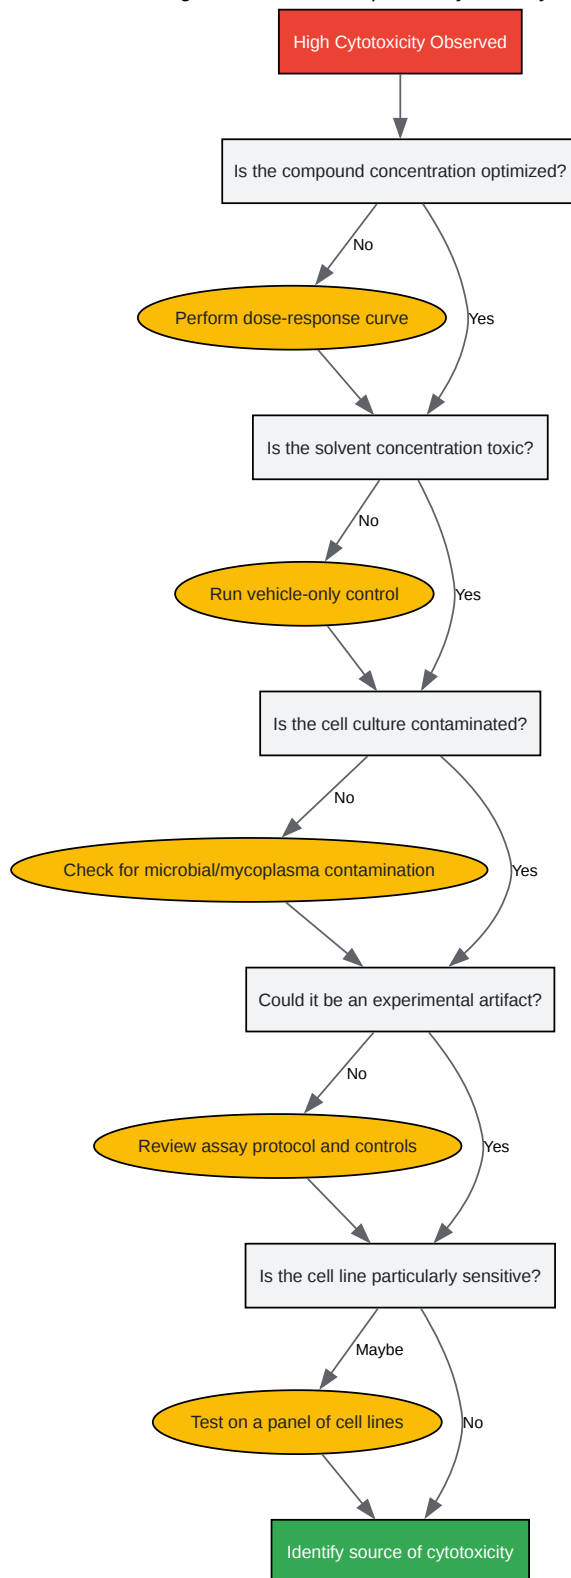 High Cytotoxicity Observed
Is the compound concentration optimized?
No
Perform dose-response curve
Yes
Is the solvent concentration toxic?
No
Run vehicle-only control
Yes
Is the cell culture contaminated?
No
Check for microbial/mycoplasma contamination
Yes
Could it be an experimental artifact?
No
Review assay protocol and controls
Yes
Is the cell line particularly sensitive?
Maybe
Test on a panel of cell lines
No
Identify source of cytotoxicity